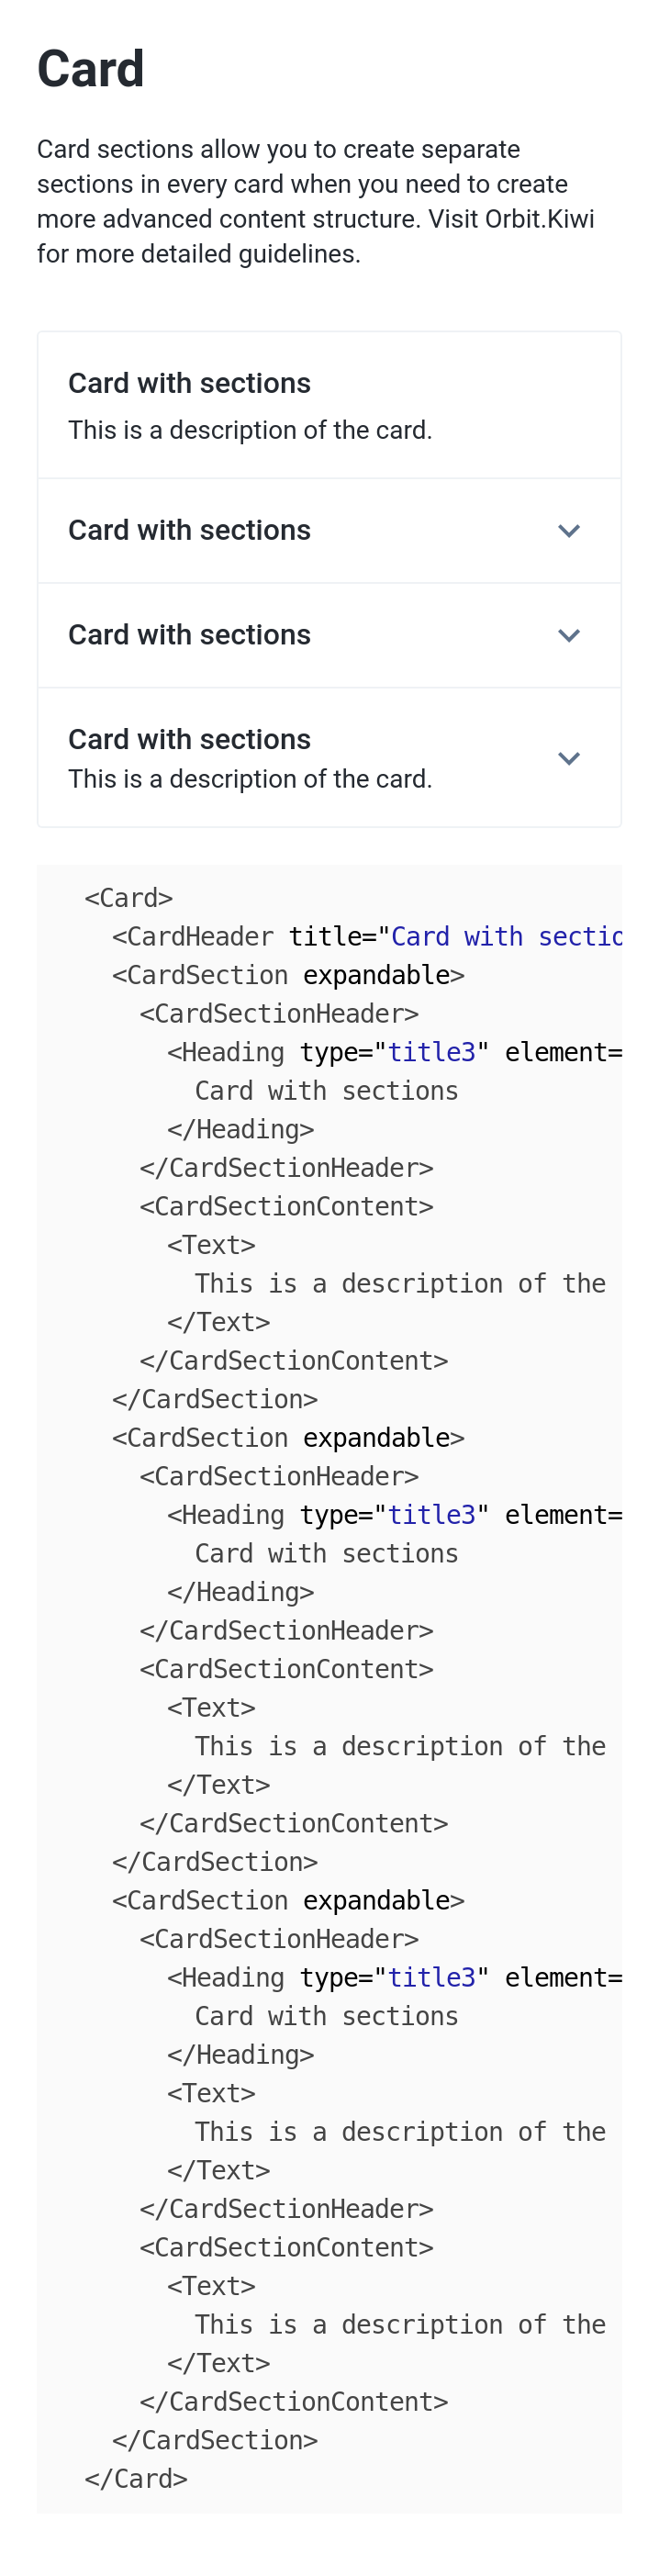 Card
Card sections allow you to create separate
sections in every card when you need to create
more advanced content structure. Visit Orbit.Kiwi
for more detailed guidelines.
Card with sections
This is a description of the card.
Card with sections
Card with sections
Card with sections
This is a description of the card.
<Card>
<CardHeader title="Card with sectio
<CardSection expandable>
<CardSectionHeader>
<Heading type="title3" element=
Card with sections
</Heading>
</CardSectionHeader>
<CardSectionContent>
<Text>
This is a description of the
</Text>
</CardSectionContent>
</CardSection>
<CardSection expandable>
<CardSectionHeader>
<Heading type="title3" element=
Card with sections
</Heading>
</CardSectionHeader>
<CardSectionContent>
<Text>
This is a description of the
</Text>
</CardSectionContent>
</CardSection>
<CardSection expandable>
<CardSectionHeader>
<Heading type="title3" element=
Card with sections
</Heading>
<Text>
This is a description of the
</Text>
</CardSectionHeader>
<CardSectionContent>
<Text>
This is a description of the
</Text>
</CardSectionContent>
</CardSection>
</Card>